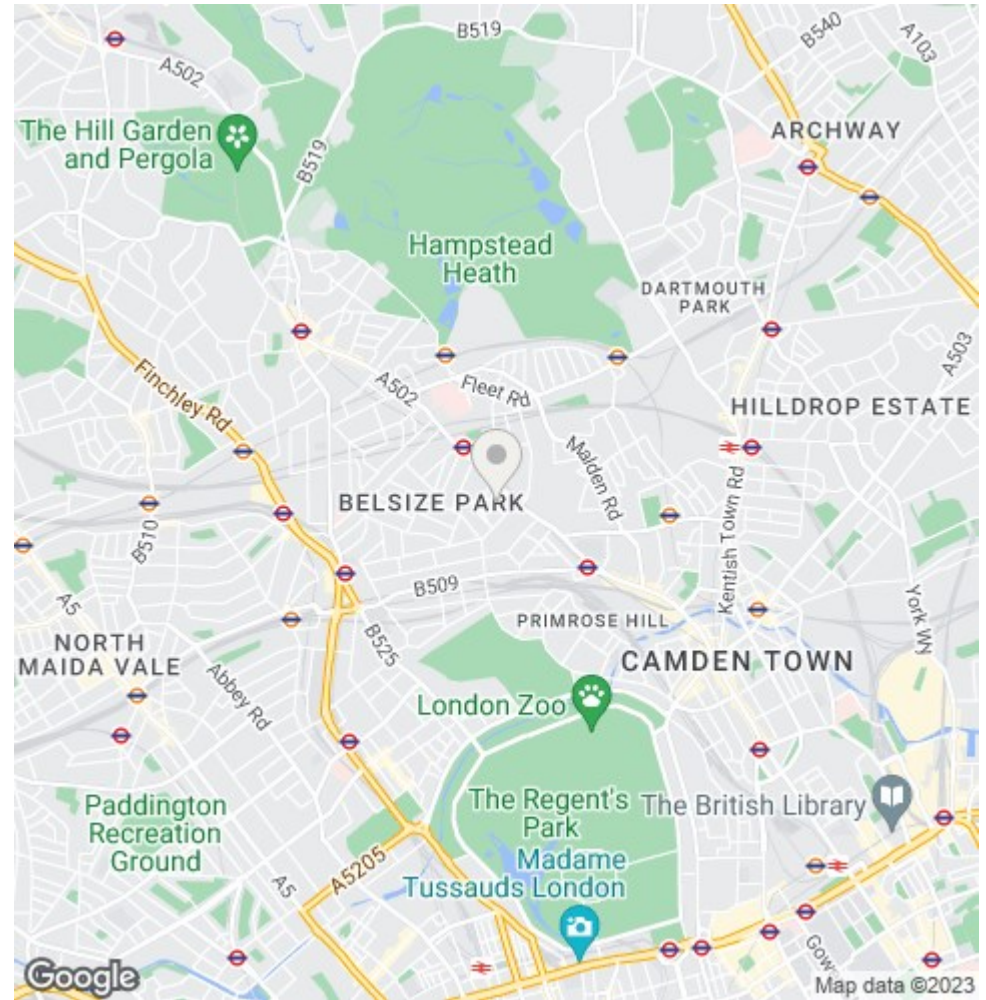 B519
B540
A103
A502
The Hill Garden
and Pergola
B519
ARCHWAY
Hampstead
Heath
DARTMOUTH
PARK
A503
Finchley Rd
A502
Fleet Rd
HILLDROP ESTATE
Malden Rd
BELSIZE PARK
Kentish Town Rd
B510
B509
A5
PRIMROSE HILL
York Wy
NORTH
MAIDA VALE
B525
CAMDEN TOWN
Abbey Rd
London Zoo
The Regent's
Park
The British Library
Paddington
Recreation
Ground
Madame
Tussauds London
A5205
A5
Gow
Google
Map data ©2023